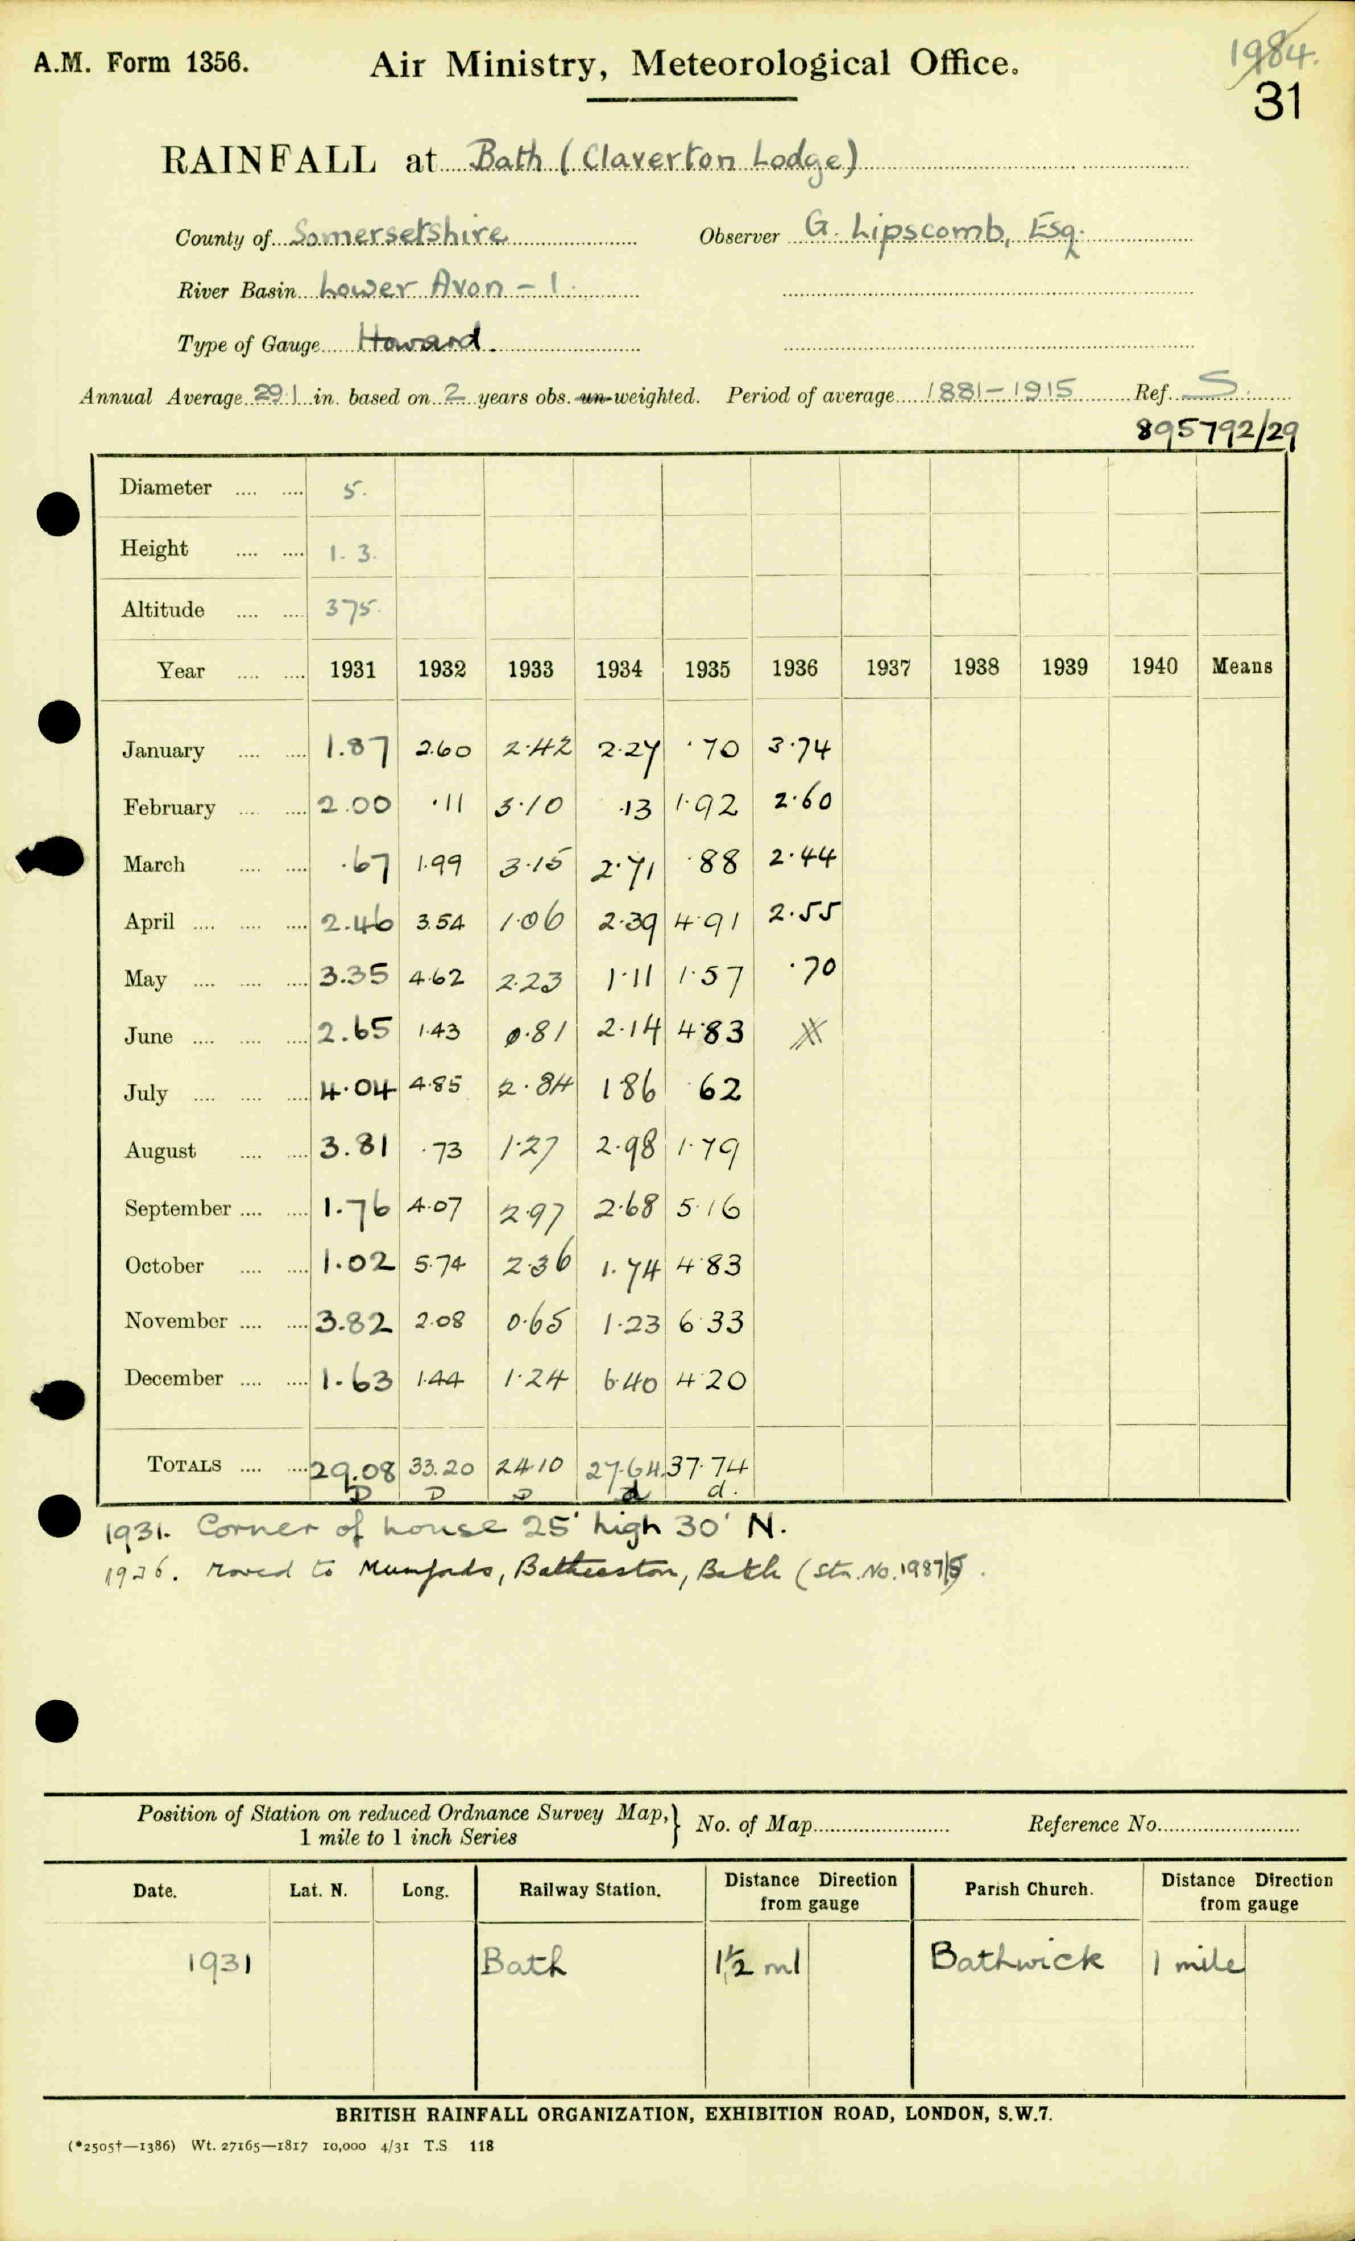 A.M. Form 1356. Air Ministry, Meteorological Office. 1984.
31
RAINFALL at Bath (Claverton Lodge)
County of Somersetshire Observer G. Lipscomb, Esq.
River Basin Lower Avon - 1.
Type of Gauge Howard.
Annual Average 29.1 in. based on 2 years obs. un-weighted. Period of average 1881-1915 Ref. S.
895792/29
Diameter .... .... 5.
Height .... .... 1. 3.
Altitude .... .... 375.
Year .... .... 1931 1932 1933 1934 1935 1936 1937 1938 1939 1940 Means
January .... .... 1.87 2.60 2.42 2.27 .70 3.74
February .... .... 2.00 .11 3.10 .13 1.92 2.60
March .... .... .67 1.99 3.15 2.71 .88 2.44
April .... .... .... 2.46 3.54 1.06 2.39 4.91 2.55
May .... .... .... 3.35 4.62 2.23 1.11 1.57 .70
June .... .... .... 2.65 1.43 0.81 2.14 4.83
July .... .... .... 4.04 4.85 2.84 1.86 .62
August .... .... 3.81 .73 1.27 2.98 1.79
September .... .... 1.76 4.07 2.97 2.68 5.16
October .... .... 1.02 5.74 2.36 1.74 4.83
November .... .... 3.82 2.08 0.65 1.23 6.33
December .... .... 1.63 1.44 1.24 6.40 4.20
TOTALS .... .... 29.08 33.20 24.10 27.64 37.74
D D D d d.
1931. Corner of house 25' high 30' N.
1936. moved to Mumfords, Batheaston, Bath (Stn. No. 1987/5
Position of Station on reduced Ordnance Survey Map, } No. of Map Reference No.
1 mile to 1 inch Series
Date. Lat. N. Long. Railway Station. Distance Direction from gauge Parish Church. Distance Direction from gauge
1931 Bath 1½ ml Bathwick 1 mile
BRITISH RAINFALL ORGANIZATION, EXHIBITION ROAD, LONDON, S.W.7.
(*2505†—1386) Wt. 27165—1817 10,000 4/31 T.S 118